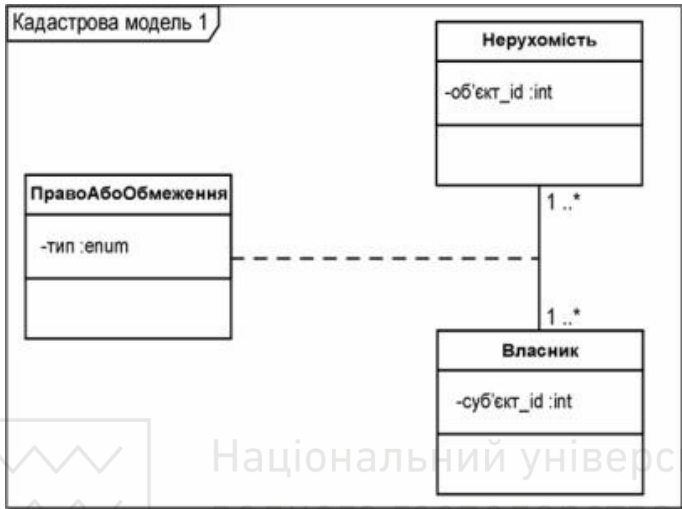 Кадастрова модель 1
Нерухомість
-об'єкт_id :int
1 ..*
ПравоАбоОбмеження
-тип :enum
1 ..*
Власник
-суб'єкт_id :int
Національний універс